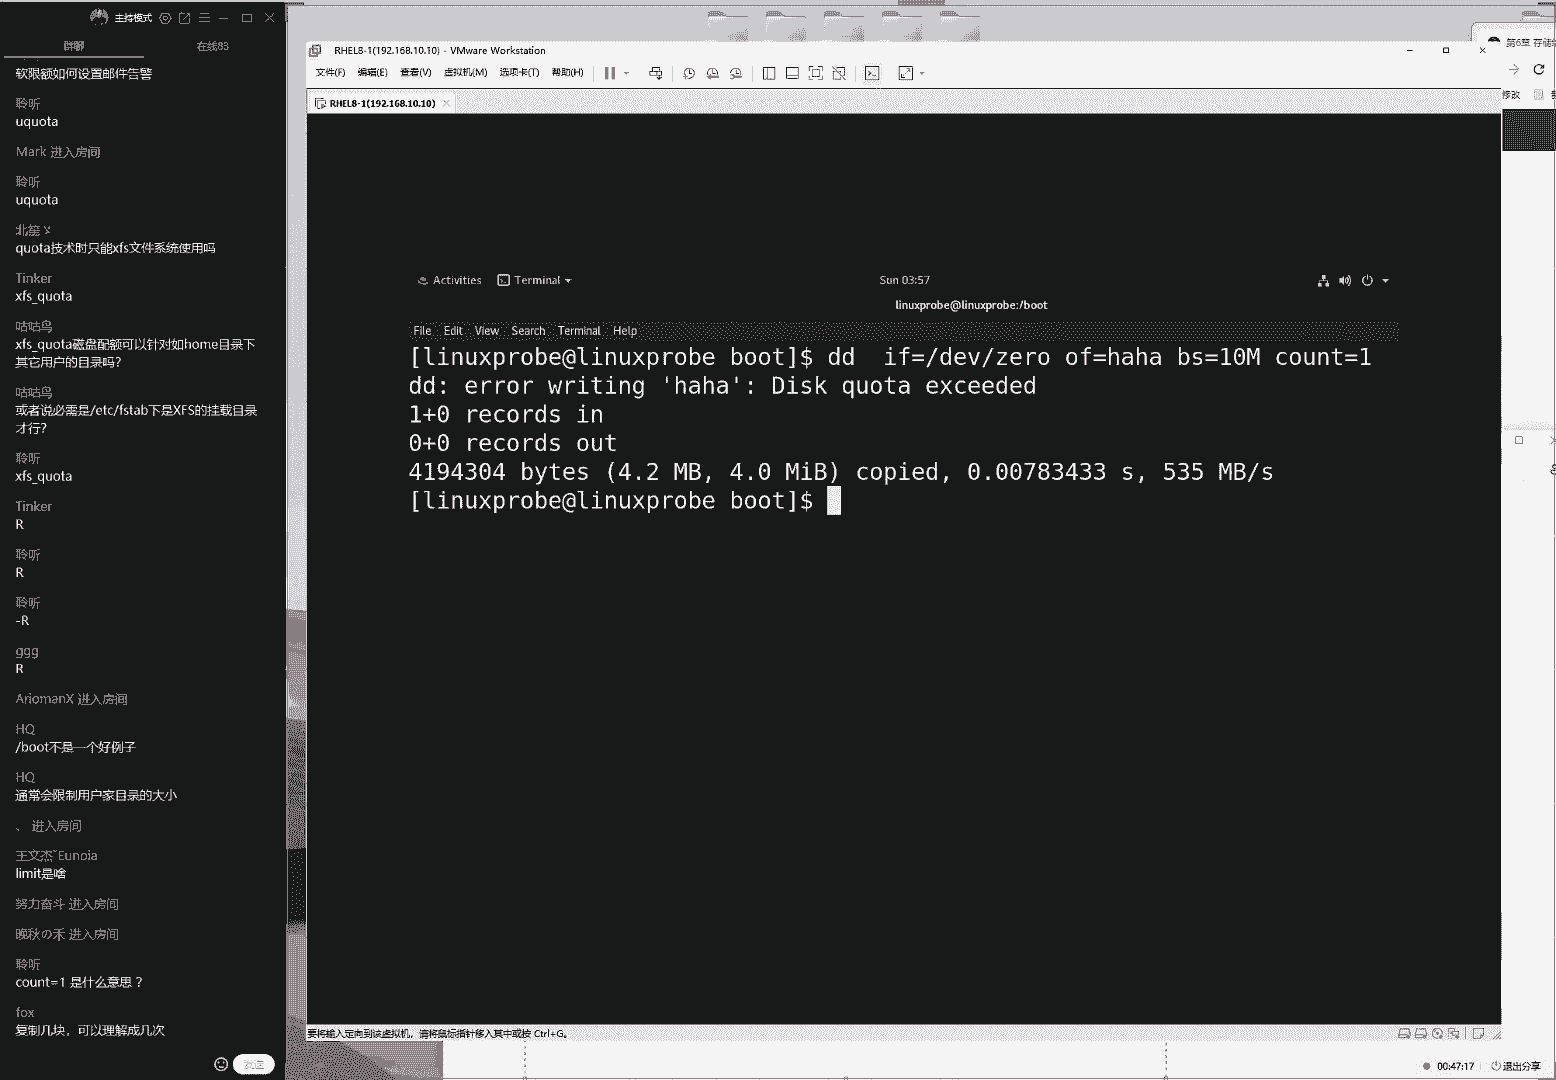 主持模式
群聊
在线83
软限额如何设置邮件告警
聆听
uquota
Mark 进入房间
聆听
uquota
quota技术时只能xfs文件系统使用吗
Tinker
xfs_quota
咕咕鸟
xfs_quota磁盘配额可以针对如home目录下
其它用户的目录吗?
咕咕鸟
或者说必需是/etc/fstab下是XFS的挂载目录
才行?
聆听
xfs_quota
Tinker
R
聆听
R
聆听
-R
ggg
R
AriomanX 进入房间
HQ
/boot不是一个好例子
HQ
通常会限制用户家目录的大小
、 进入房间
王文杰~Eunoia
limit是啥
努力奋斗 进入房间
晚秋の禾 进入房间
聆听
count=1 是什么意思？
fox
复制几块，可以理解成几次
发送
RHEL8-1(192.168.10.10) - VMware Workstation
文件(F) 编辑(E) 查看(V) 虚拟机(M) 选项卡(T) 帮助(H)
RHEL8-1(192.168.10.10)
Activities Terminal Sun 03:57
linuxprobe@linuxprobe:/boot
File Edit View Search Terminal Help
[linuxprobe@linuxprobe boot]$ dd  if=/dev/zero of=haha bs=10M count=1
dd: error writing 'haha': Disk quota exceeded
1+0 records in
0+0 records out
4194304 bytes (4.2 MB, 4.0 MiB) copied, 0.00783433 s, 535 MB/s
[linuxprobe@linuxprobe boot]$
要将输入定向到该虚拟机，请将鼠标指针移入其中或按 Ctrl+G。
第6章 存储
修改
00:47:17 退出分享